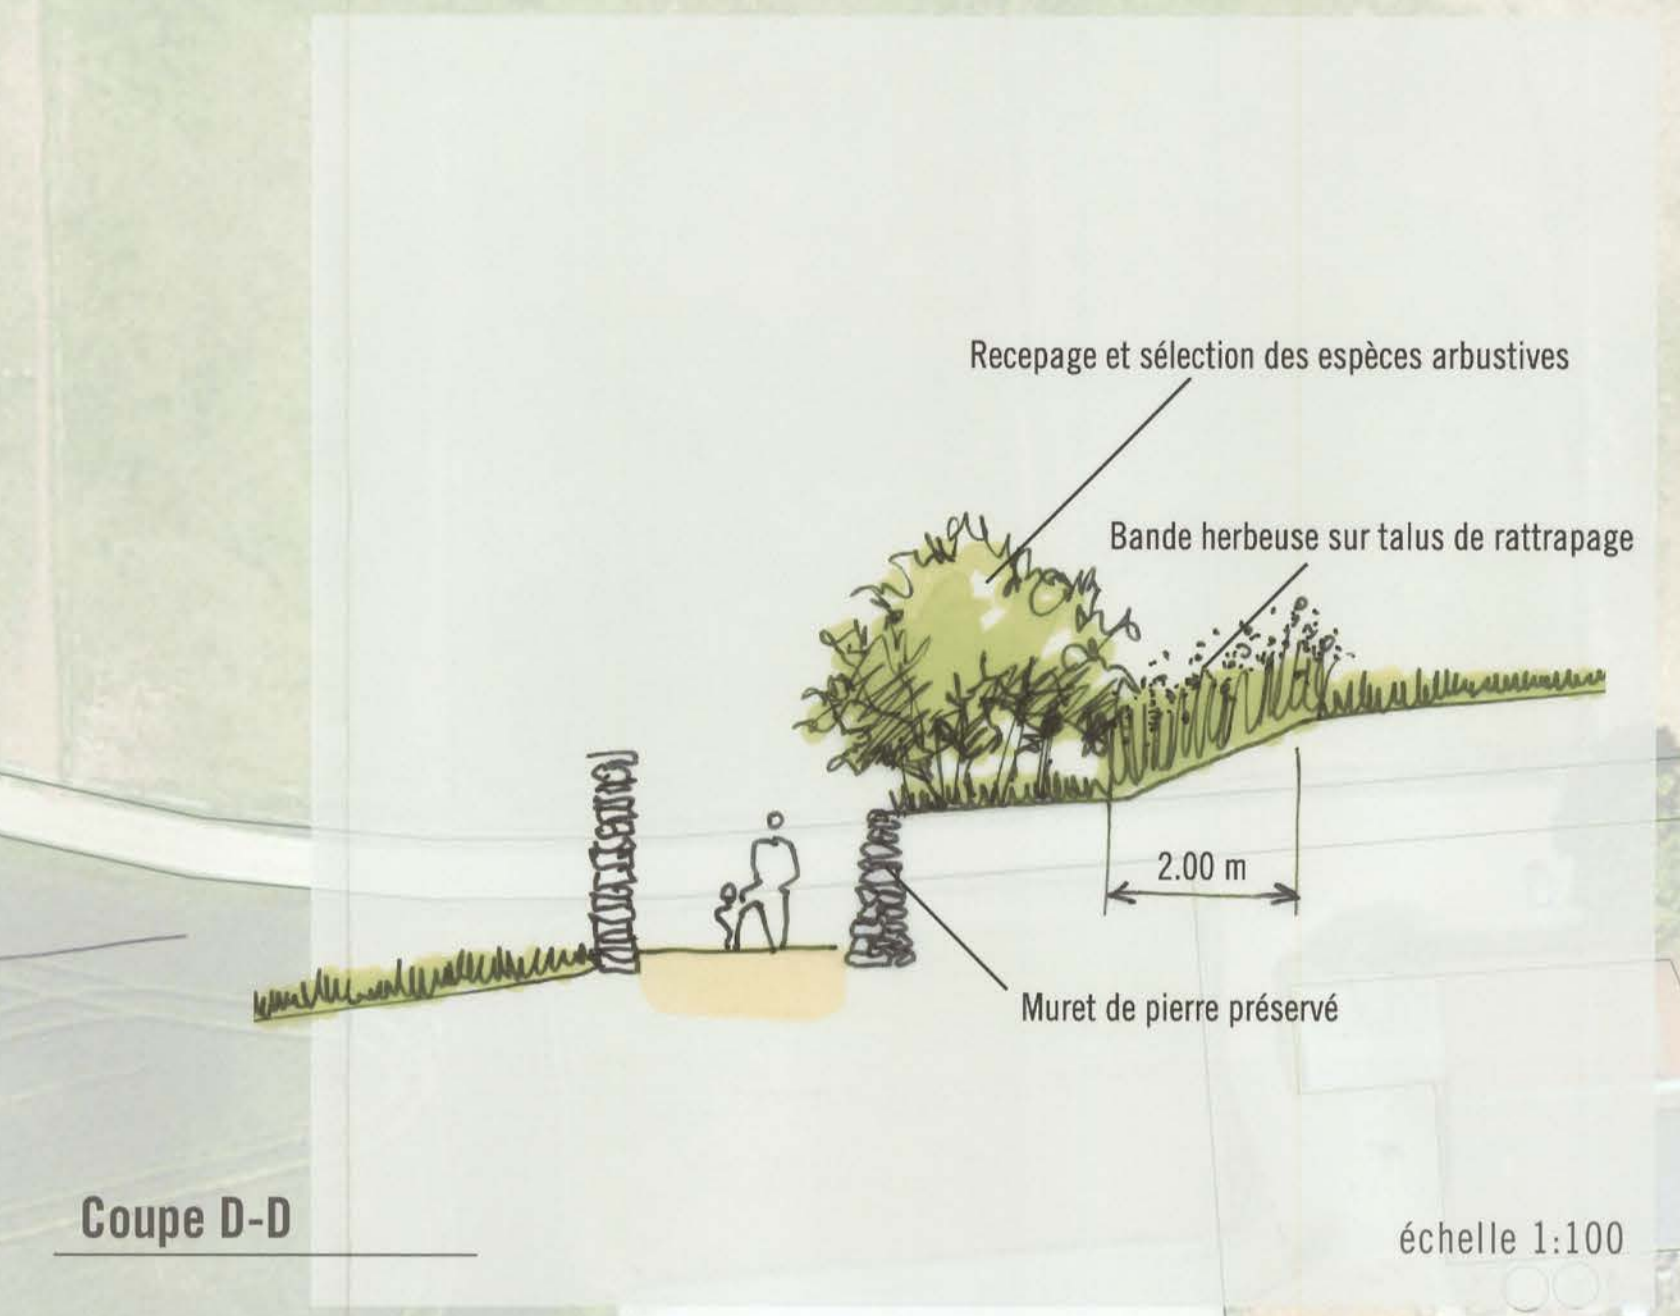 Recepage et sélection des espèces arbustives
Bande herbeuse sur talus de rattrapage
2.00 m
Muret de pierre préservé
Coupe D-D
échelle 1:100